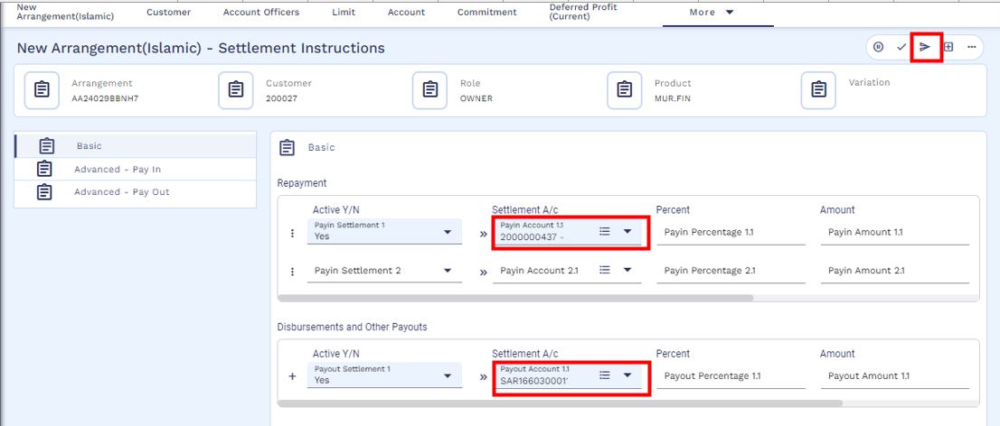 New
Arrangement(Islamic)
Customer
Account Officers
Limit
Account
Commitment
Deferred Profit
(Current)
More
New Arrangement(Islamic) - Settlement Instructions
Arrangement
AA24029BBNH7
Customer
200027
Role
OWNER
Product
MUR.FIN
Variation
Basic
Advanced - Pay In
Advanced - Pay Out
Basic
Repayment
Active Y/N
Settlement A/c
Percent
Amount
Payin Settlement 1
Yes
Payin Account 1.1
2000000437 -
Payin Percentage 1.1
Payin Amount 1.1
Payin Settlement 2
Payin Account 2.1
Payin Percentage 2.1
Payin Amount 2.1
Disbursements and Other Payouts
Active Y/N
Settlement A/c
Percent
Amount
Payout Settlement 1
Yes
Payout Account 1.1
SAR166030001
Payout Percentage 1.1
Payout Amount 1.1